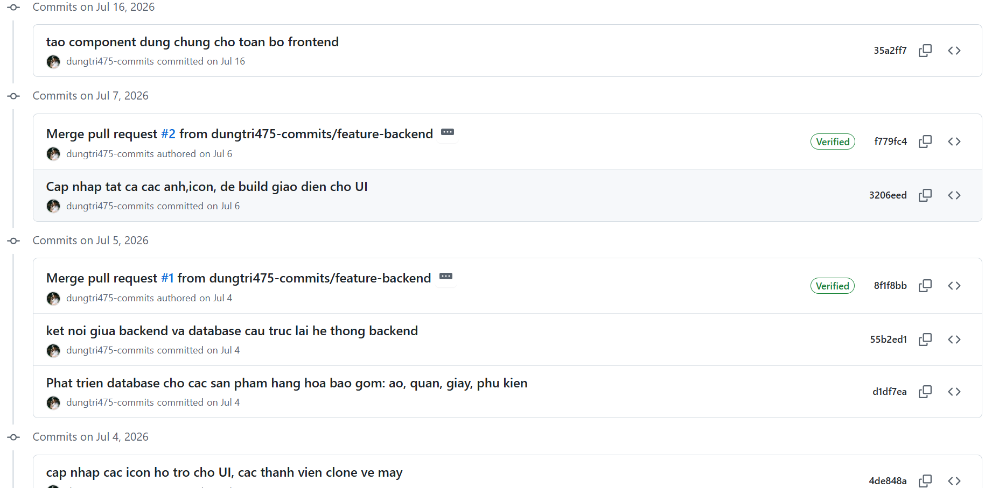 Commits on Jul 16, 2026
tao component dung chung cho toan bo frontend
dungtri475-commits committed on Jul 16
35a2ff7
Commits on Jul 7, 2026
Merge pull request #2 from dungtri475-commits/feature-backend
dungtri475-commits authored on Jul 6
Verified
f779fc4
Cap nhap tat ca cac anh,icon, de build giao dien cho UI
dungtri475-commits committed on Jul 6
3206eed
Commits on Jul 5, 2026
Merge pull request #1 from dungtri475-commits/feature-backend
dungtri475-commits authored on Jul 4
Verified
8f1f8bb
ket noi giua backend va database cau truc lai he thong backend
dungtri475-commits committed on Jul 4
55b2ed1
Phat trien database cho cac san pham hang hoa bao gom: ao, quan, giay, phu kien
dungtri475-commits committed on Jul 4
d1df7ea
Commits on Jul 4, 2026
cap nhap cac icon ho tro cho UI, cac thanh vien clone ve may
4de848a